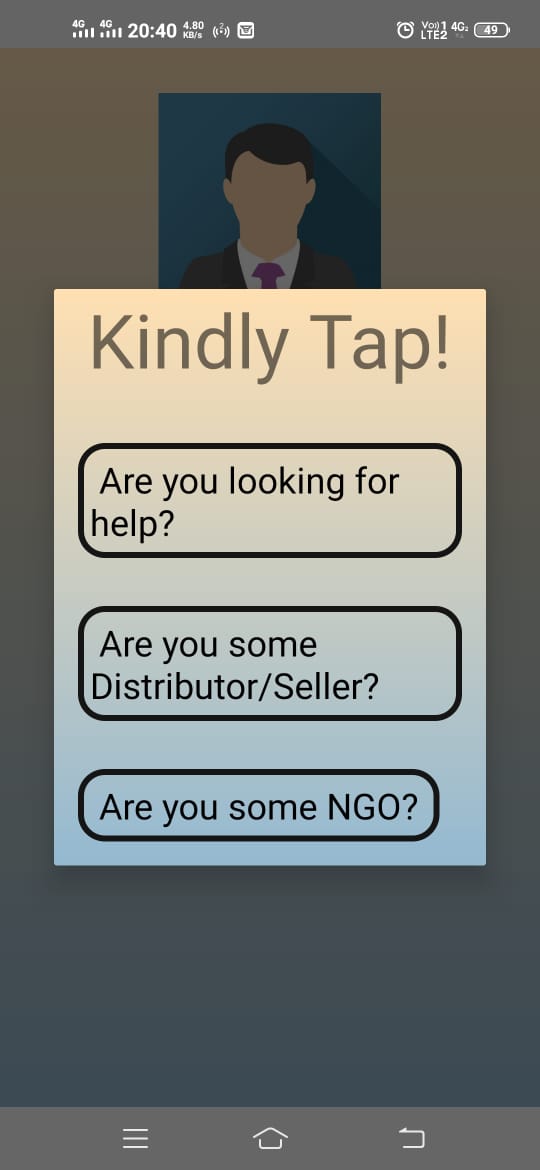 4G 4G 20:40 4.80
KB/s
Vo)) 1 4G2
LTE2
49
Kindly Tap!
Are you looking for
help?
Are you some
Distributor/Seller?
Are you some NGO?